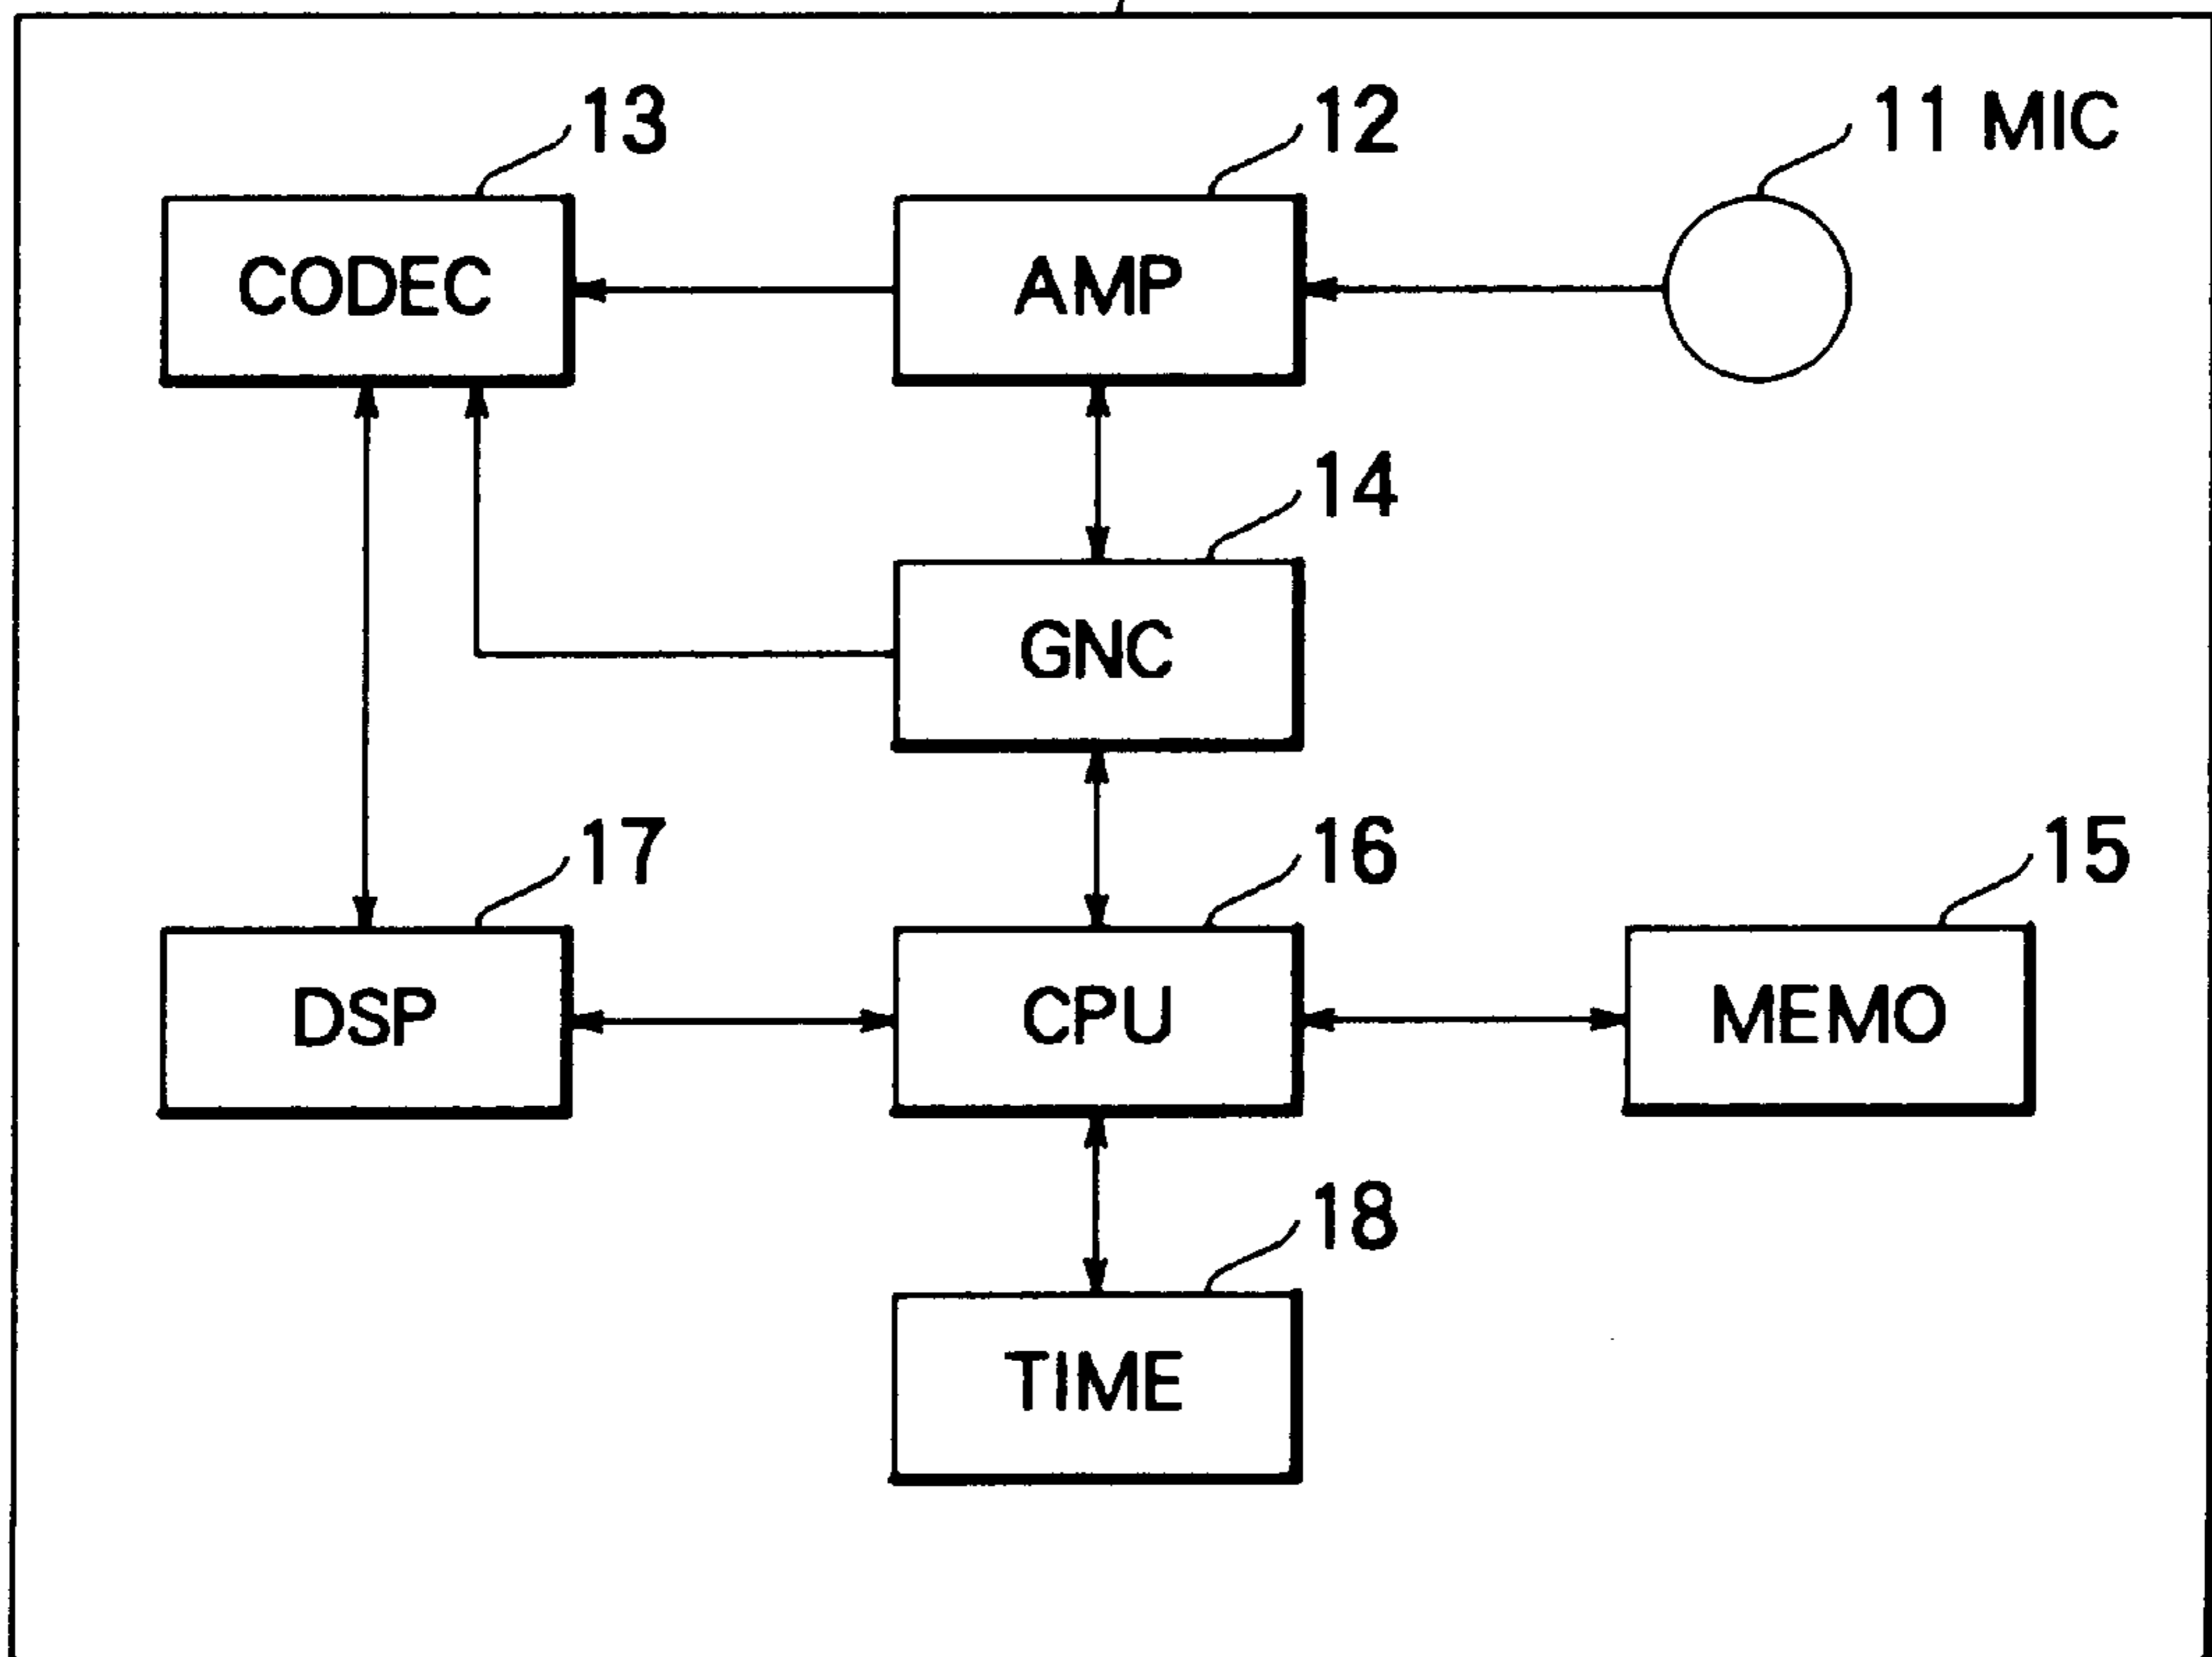 13
12
11 MIC
CODEC
AMP
14
GNC
17
16
15
DSP
CPU
MEMO
18
TIME